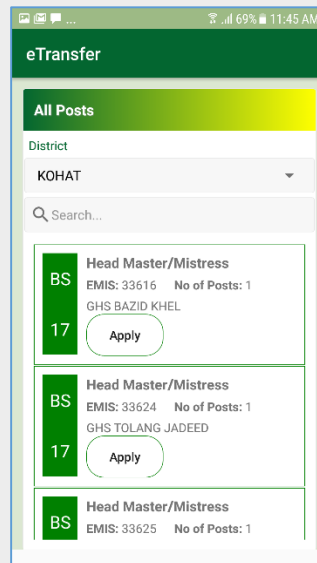 ... 69% 11:45 AM
eTransfer
All Posts
District
KOHAT
Search...
BS 17
Head Master/Mistress
EMIS: 33616 No of Posts: 1
GHS BAZID KHEL
Apply
BS 17
Head Master/Mistress
EMIS: 33624 No of Posts: 1
GHS TOLANG JADEED
Apply
BS
Head Master/Mistress
EMIS: 33625 No of Posts: 1